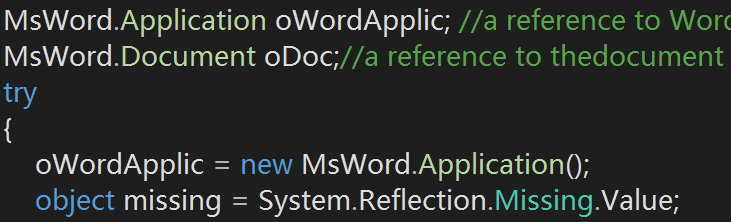 MsWord.Application oWordApplic; //a reference to Word
MsWord.Document oDoc;//a reference to thedocument
try
{
oWordApplic = new MsWord.Application();
object missing = System.Reflection.Missing.Value;